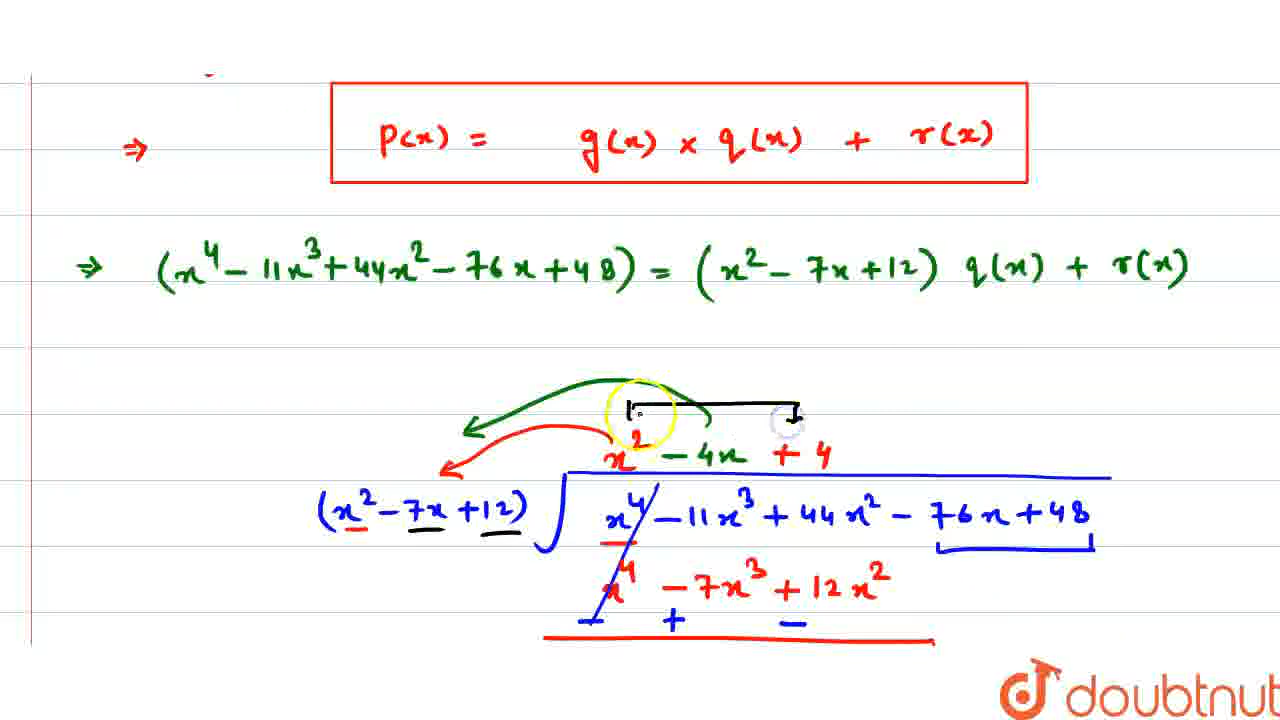 ⇒ P(x) = g(x) × q(x) + r(x)
⇒ (x⁴ - 11x³ + 44x² - 76x + 48) = (x² - 7x + 12) q(x) + r(x)
x² - 4x + 4
(x² - 7x + 12) √ x⁴ - 11x³ + 44x² - 76x + 48
x⁴ - 7x³ + 12x²
- + -
doubtnut